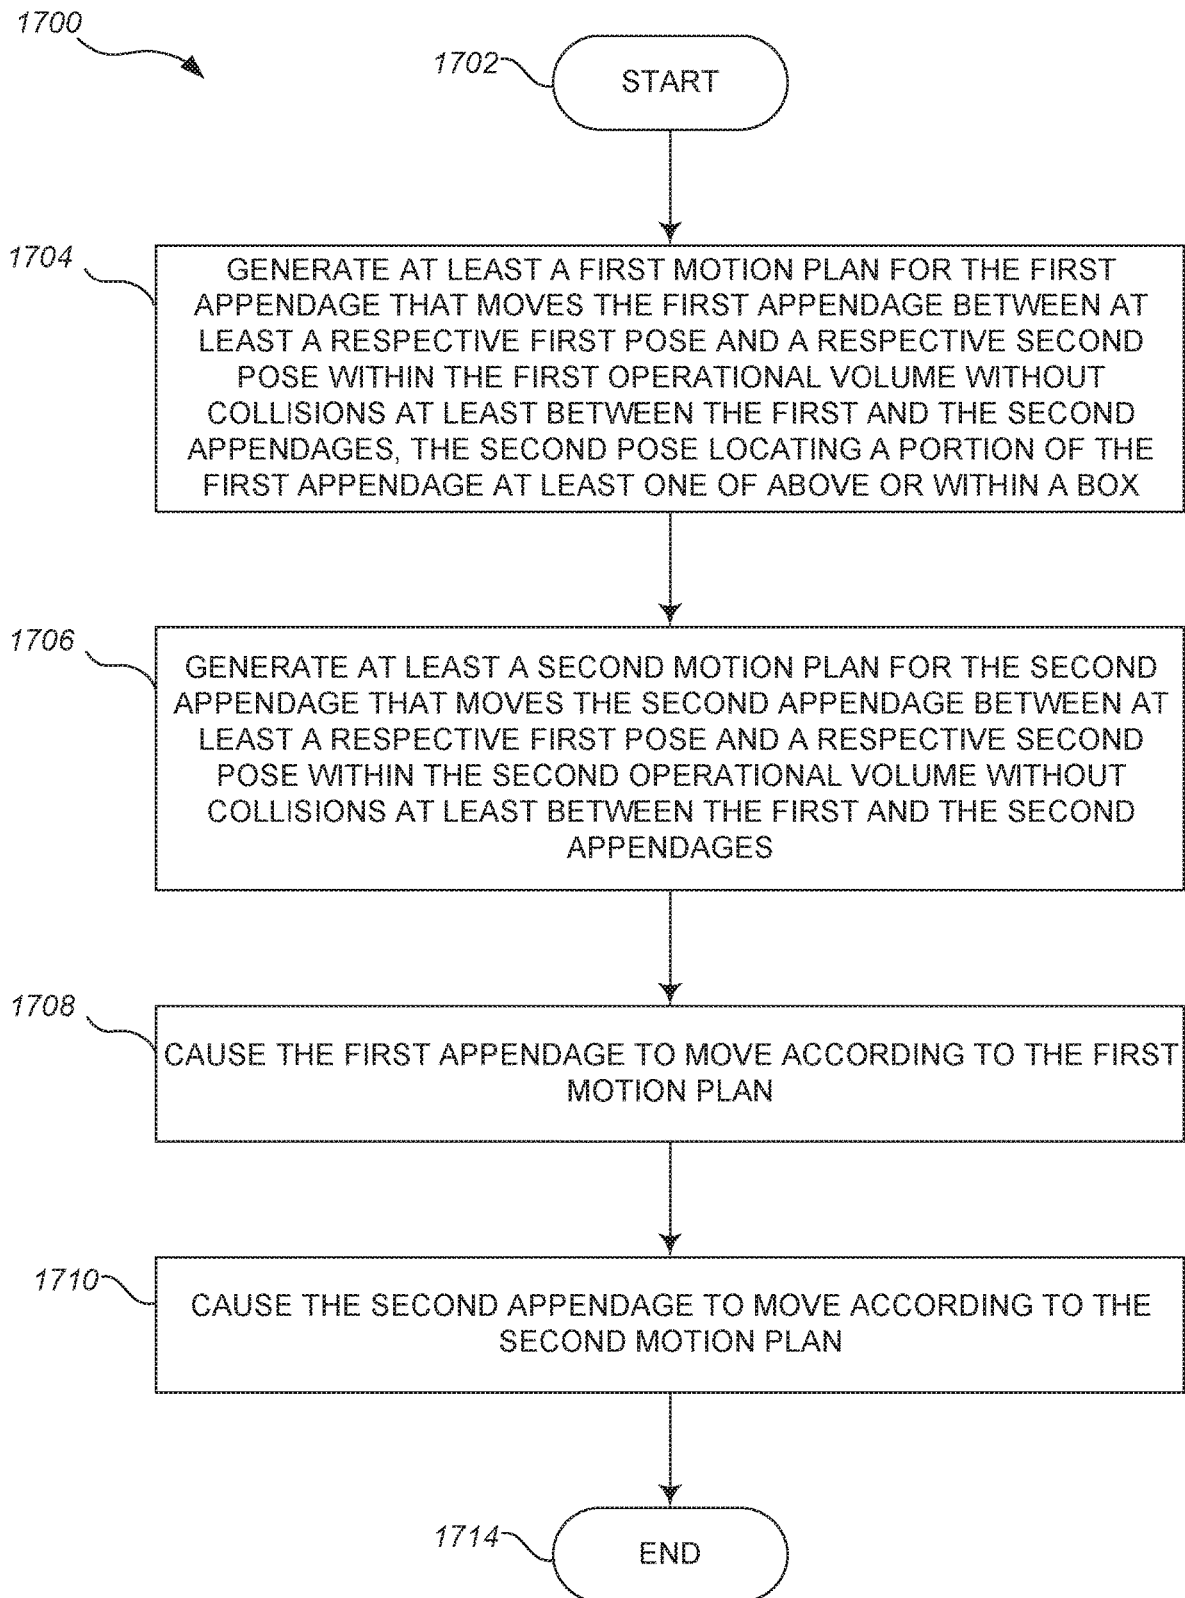 1700
1702
START
1704
GENERATE AT LEAST A FIRST MOTION PLAN FOR THE FIRST
APPENDAGE THAT MOVES THE FIRST APPENDAGE BETWEEN AT
LEAST A RESPECTIVE FIRST POSE AND A RESPECTIVE SECOND
POSE WITHIN THE FIRST OPERATIONAL VOLUME WITHOUT
COLLISIONS AT LEAST BETWEEN THE FIRST AND THE SECOND
APPENDAGES, THE SECOND POSE LOCATING A PORTION OF THE
FIRST APPENDAGE AT LEAST ONE OF ABOVE OR WITHIN A BOX
1706
GENERATE AT LEAST A SECOND MOTION PLAN FOR THE SECOND
APPENDAGE THAT MOVES THE SECOND APPENDAGE BETWEEN AT
LEAST A RESPECTIVE FIRST POSE AND A RESPECTIVE SECOND
POSE WITHIN THE SECOND OPERATIONAL VOLUME WITHOUT
COLLISIONS AT LEAST BETWEEN THE FIRST AND THE SECOND
APPENDAGES
1708
CAUSE THE FIRST APPENDAGE TO MOVE ACCORDING TO THE FIRST
MOTION PLAN
1710
CAUSE THE SECOND APPENDAGE TO MOVE ACCORDING TO THE
SECOND MOTION PLAN
1714
END